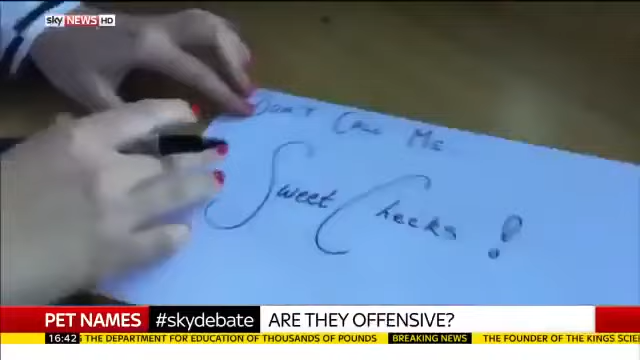 sky NEWS HD
DON'T CALL ME
Sweet Cheeks!
PET NAMES #skydebate ARE THEY OFFENSIVE?
16:42 : THE DEPARTMENT FOR EDUCATION OF THOUSANDS OF POUNDS BREAKING NEWS THE FOUNDER OF THE KINGS SCIEN